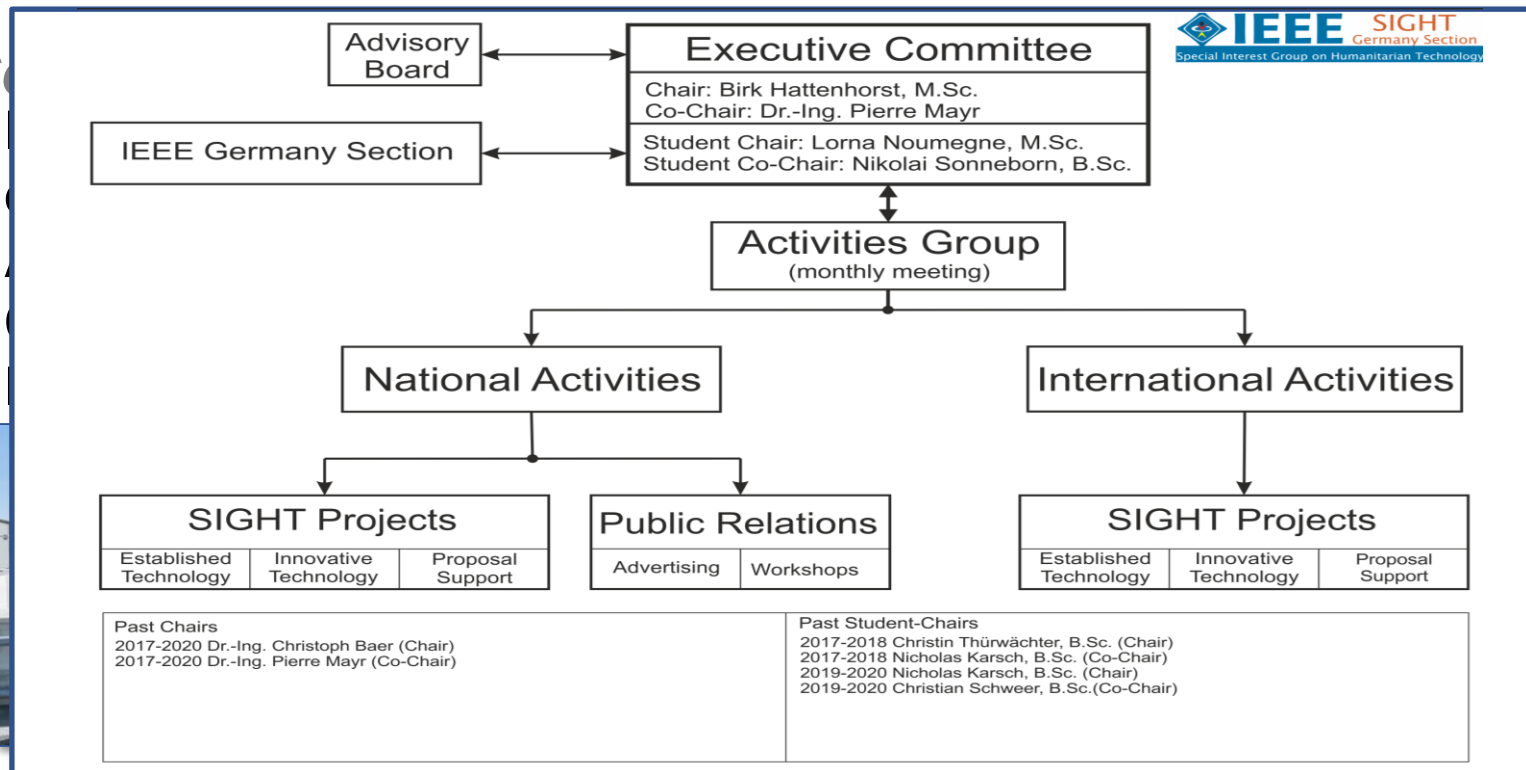 IEEE SIGHT
Germany Section
Special Interest Group on Humanitarian Technology
Advisory
Board
Executive Committee
Chair: Birk Hattenhorst, M.Sc.
Co-Chair: Dr.-Ing. Pierre Mayr
Student Chair: Lorna Noumegne, M.Sc.
Student Co-Chair: Nikolai Sonneborn, B.Sc.
IEEE Germany Section
Activities Group
(monthly meeting)
National Activities
International Activities
SIGHT Projects
Established
Technology
Innovative
Technology
Proposal
Support
Public Relations
Advertising
Workshops
SIGHT Projects
Established
Technology
Innovative
Technology
Proposal
Support
Past Chairs
2017-2020 Dr.-Ing. Christoph Baer (Chair)
2017-2020 Dr.-Ing. Pierre Mayr (Co-Chair)
Past Student-Chairs
2017-2018 Christin Thürwächter, B.Sc. (Chair)
2017-2018 Nicholas Karsch, B.Sc. (Co-Chair)
2019-2020 Nicholas Karsch, B.Sc. (Chair)
2019-2020 Christian Schweer, B.Sc.(Co-Chair)